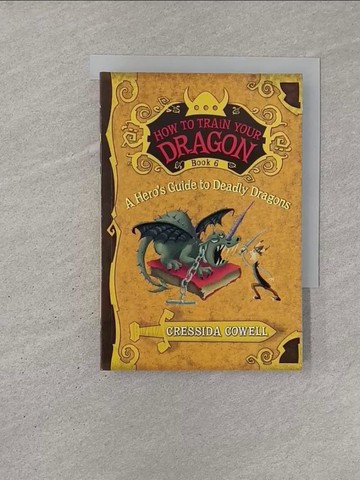 HOW TO TRAIN YOUR
DRAGON
Book 6
A Hero's Guide to Deadly Dragons
CRESSIDA COWELL